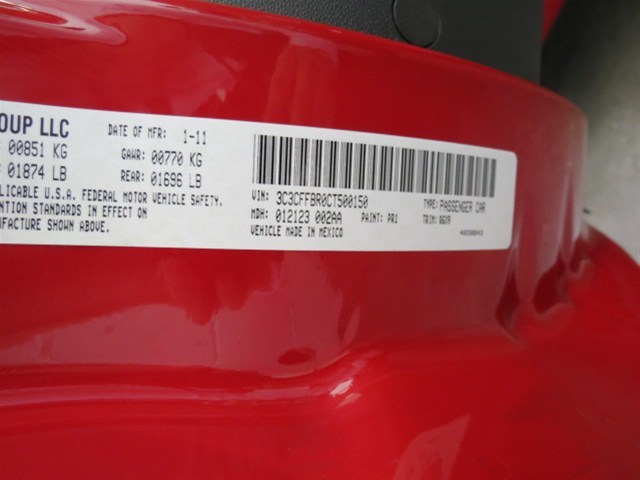 OUP LLC
DATE OF MFR: 1-11
00851 KG GAWR: 00770 KG
01874 LB REAR: 01696 LB
LICABLE U.S.A. FEDERAL MOTOR VEHICLE SAFETY.
NTION STANDARDS IN EFFECT ON
UFACTURE SHOWN ABOVE.
VIN: 3C3CFFBR0CT500150 TYPE: PASSENGER CAR
MDH: 012123 002AA PAINT: PR1 TRIM:
VEHICLE MADE IN MEXICO